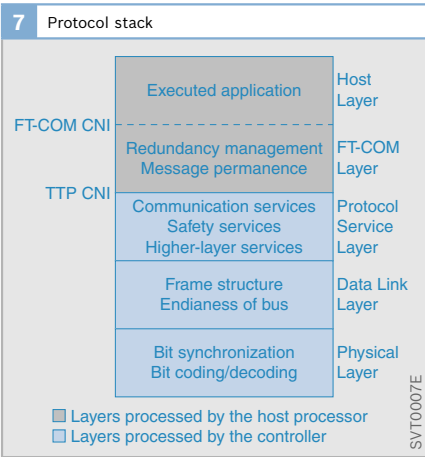 7 Protocol stack
Executed application
Host
Layer
FT-COM CNI
Redundancy management
Message permanence
FT-COM
Layer
TTP CNI
Communication services
Safety services
Higher-layer services
Protocol
Service
Layer
Frame structure
Endianess of bus
Data Link
Layer
Bit synchronization
Bit coding/decoding
Physical
Layer
Layers processed by the host processor
Layers processed by the controller
SVT0007E